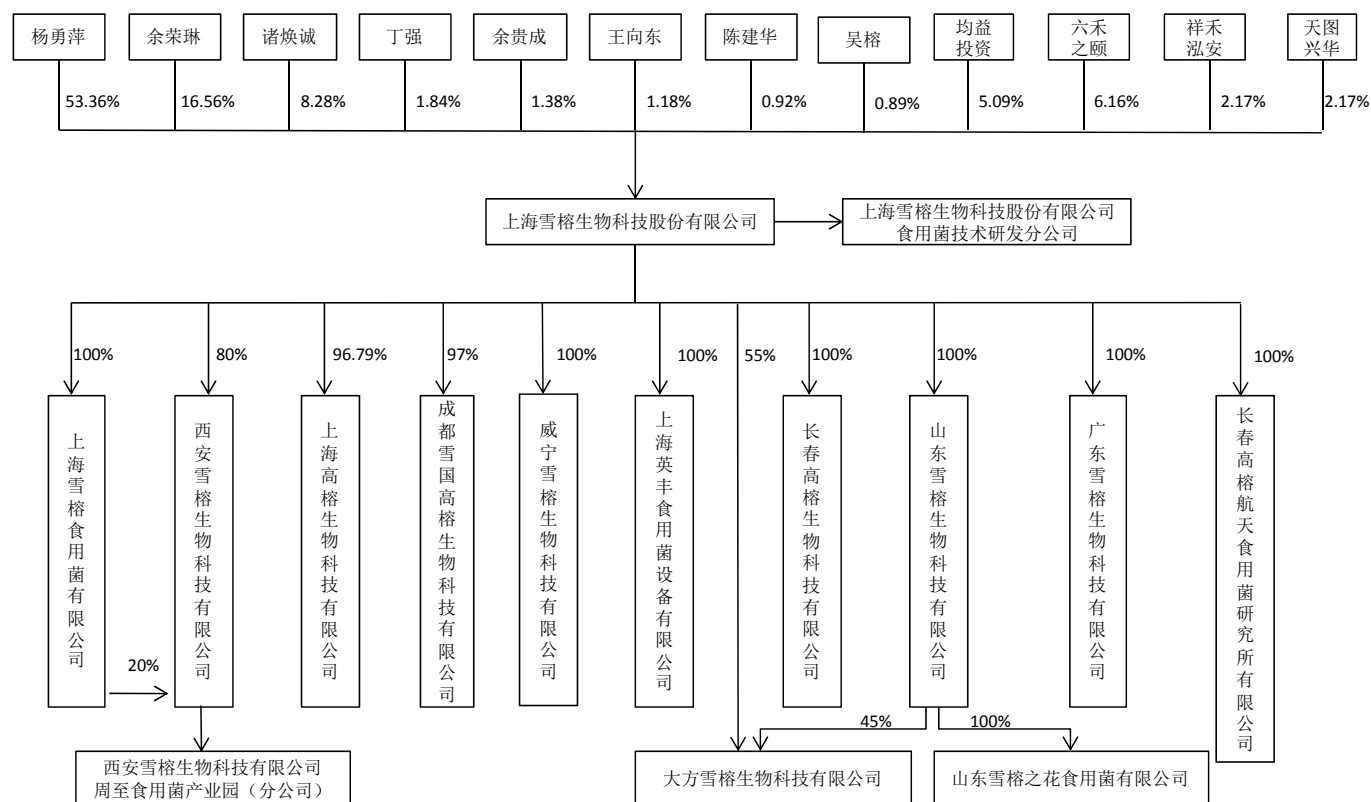 杨勇萍
余荣琳
诸焕诚
丁强
余贵成
王向东
陈建华
吴榕
均益
投资
六禾
之颐
祥禾
泓安
天图
兴华
53.36%
16.56%
8.28%
1.84%
1.38%
1.18%
0.92%
0.89%
5.09%
6.16%
2.17%
2.17%
上海雪榕生物科技股份有限公司
上海雪榕生物科技股份有限公司
食用菌技术研发分公司
100%
80%
96.79%
97%
100%
100%
55%
100%
100%
100%
100%
上海雪榕食用菌有限公司
西安雪榕生物科技有限公司
上海高榕生物科技有限公司
成都雪国高榕生物科技有限公司
威宁雪榕生物科技有限公司
上海英丰食用菌设备有限公司
长春高榕生物科技有限公司
山东雪榕生物科技有限公司
广东雪榕生物科技有限公司
长春高榕航天食用菌研究所有限公司
20%
45%
100%
西安雪榕生物科技有限公司
周至食用菌产业园（分公司）
大方雪榕生物科技有限公司
山东雪榕之花食用菌有限公司